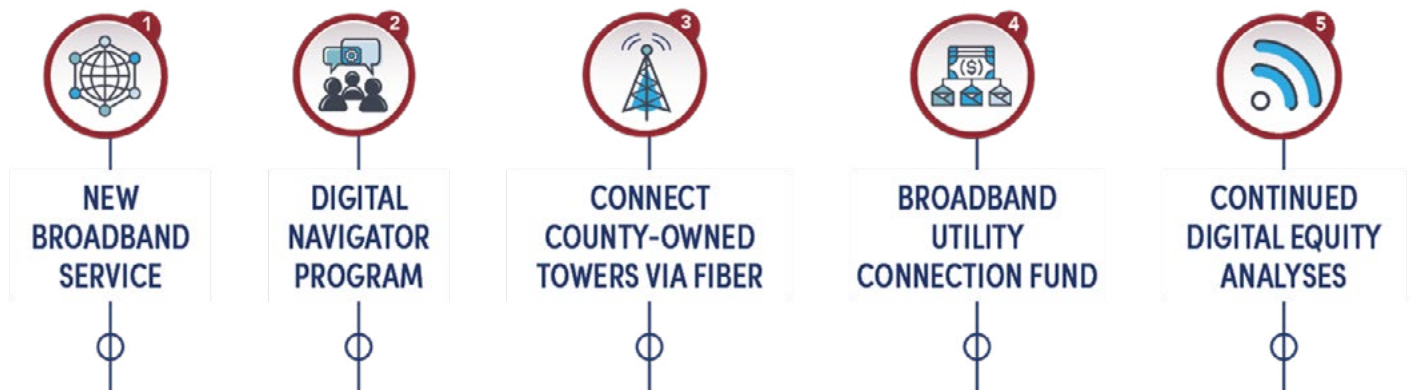 1
NEW
BROADBAND
SERVICE
2
DIGITAL
NAVIGATOR
PROGRAM
3
CONNECT
COUNTY-OWNED
TOWERS VIA FIBER
4
($)
BROADBAND
UTILITY
CONNECTION FUND
5
CONTINUED
DIGITAL EQUITY
ANALYSES